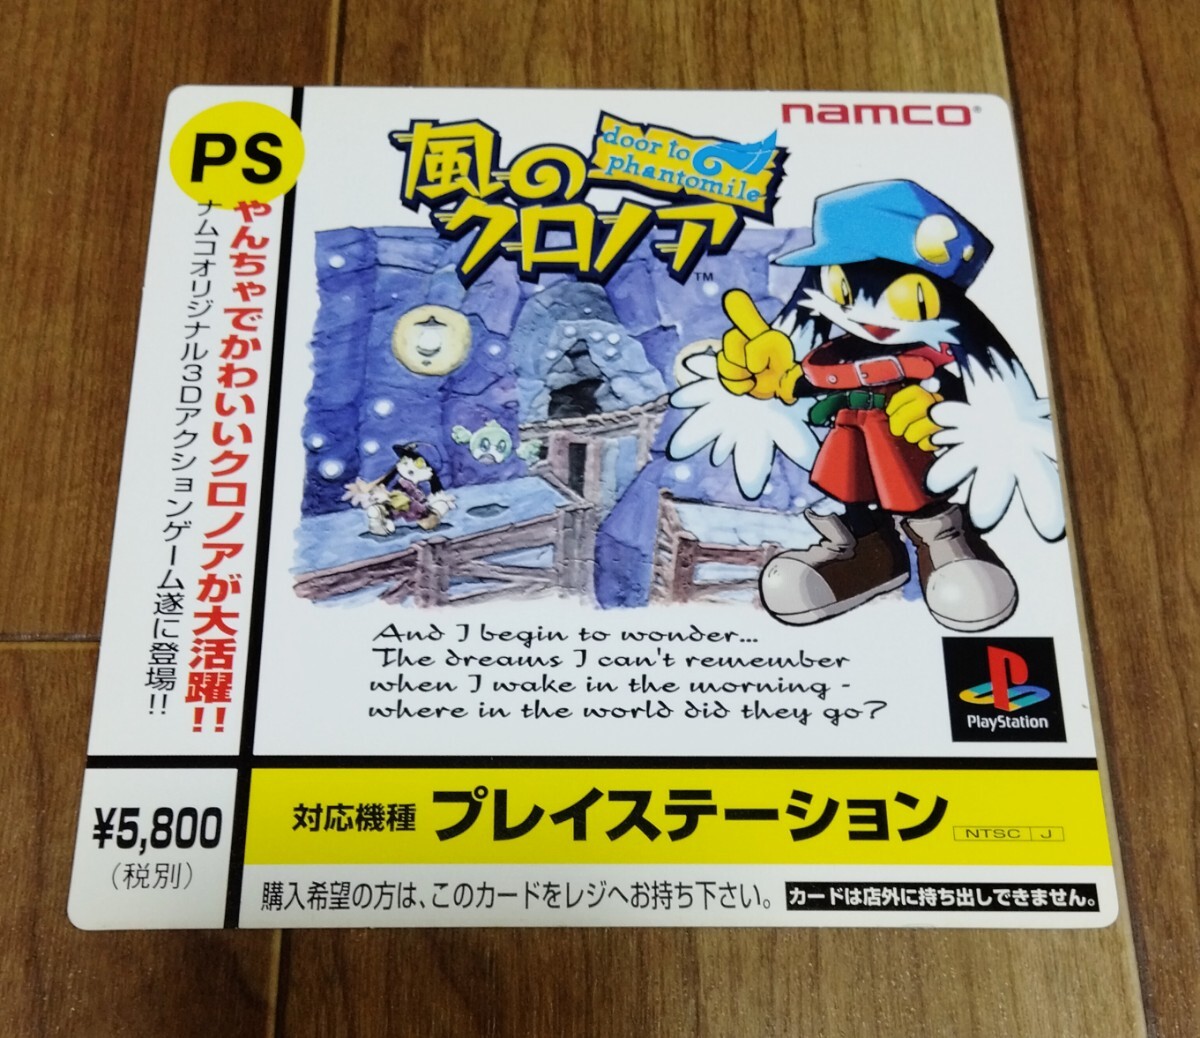 PS
やんちゃでかわいいクロノアが大活躍!!
ナムコオリジナル3Dアクションゲーム遂に登場!!
namco®
風の
クロノア
TM
door to
phantomile
And I begin to wonder...
The dreams I can't remember
when I wake in the morning -
where in the world did they go?
PlayStation
¥5,800
(税別)
対応機種 プレイステーション NTSC J
購入希望の方は、このカードをレジへお持ち下さい。 カードは店外に持ち出しできません。